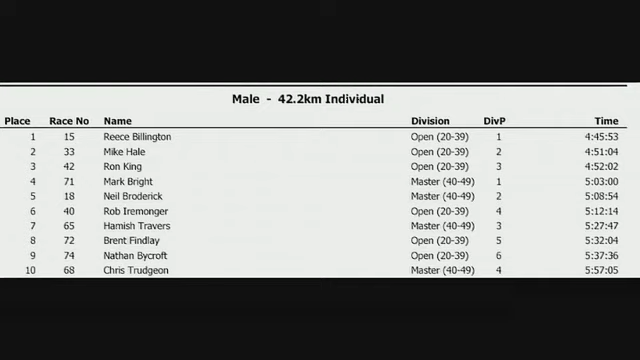 Male - 42.2km Individual
Place Race No Name Division DivP Time
1 15 Reece Billington Open (20-39) 1 4:45:53
2 33 Mike Hale Open (20-39) 2 4:51:04
3 42 Ron King Open (20-39) 3 4:52:02
4 71 Mark Bright Master (40-49) 1 5:03:00
5 18 Neil Broderick Master (40-49) 2 5:08:54
6 40 Rob Iremonger Open (20-39) 4 5:12:14
7 65 Hamish Travers Master (40-49) 3 5:27:47
8 72 Brent Findlay Open (20-39) 5 5:32:04
9 74 Nathan Bycroft Open (20-39) 6 5:37:36
10 68 Chris Trudgeon Master (40-49) 4 5:57:05